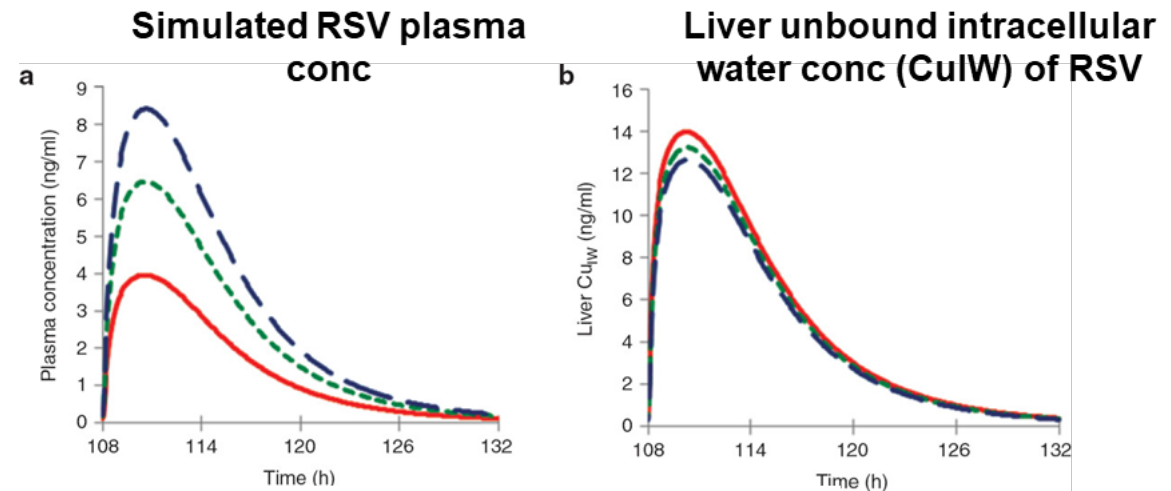 Simulated RSV plasma
conc
Liver unbound intracellular
water conc (CuIW) of RSV
a
9
8
7
6
5
4
3
2
1
0
Plasma concentration (ng/ml)
108
114
120
126
132
Time (h)
b
16
14
12
10
8
6
4
2
0
Liver CuIW (ng/ml)
108
114
120
126
132
Time (h)